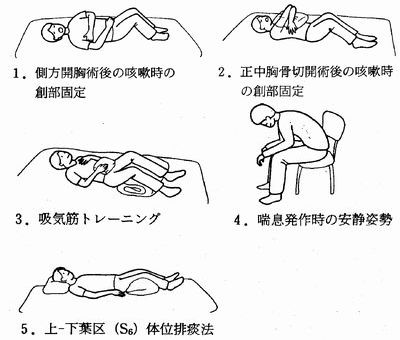 1．側方開胸術後の咳嗽時の
創部固定
2．正中胸骨切開術後の咳嗽時
の創部固定
3．吸気筋トレーニング
4．喘息発作時の安静姿勢
5．上-下葉区（S₆）体位排痰法